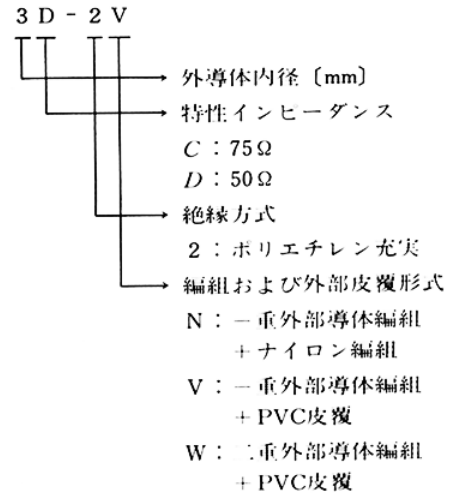 3 D - 2 V
外導体内径〔mm〕
特性インピーダンス
C：75Ω
D：50Ω
絶縁方式
2：ポリエチレン充実
編組および外部皮覆形式
N：一重外部導体編組
＋ナイロン編組
V：一重外部導体編組
＋PVC皮覆
W：二重外部導体編組
＋PVC皮覆